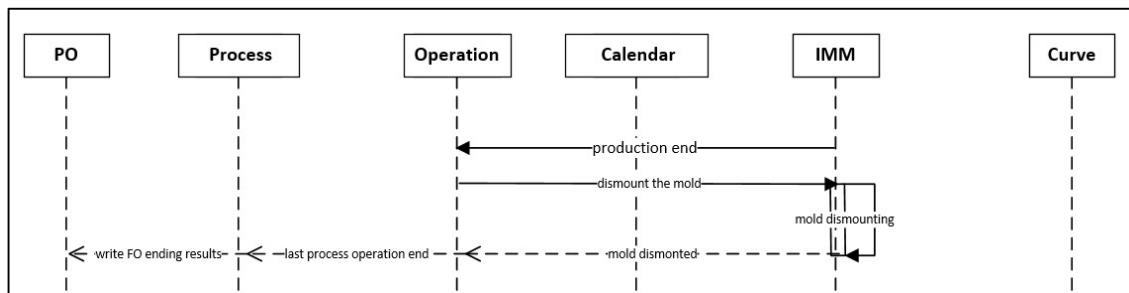 PO
Process
Operation
Calendar
IMM
Curve
production end
dismount the mold
mold dismounting
write FO ending results
last process operation end
mold dismonted